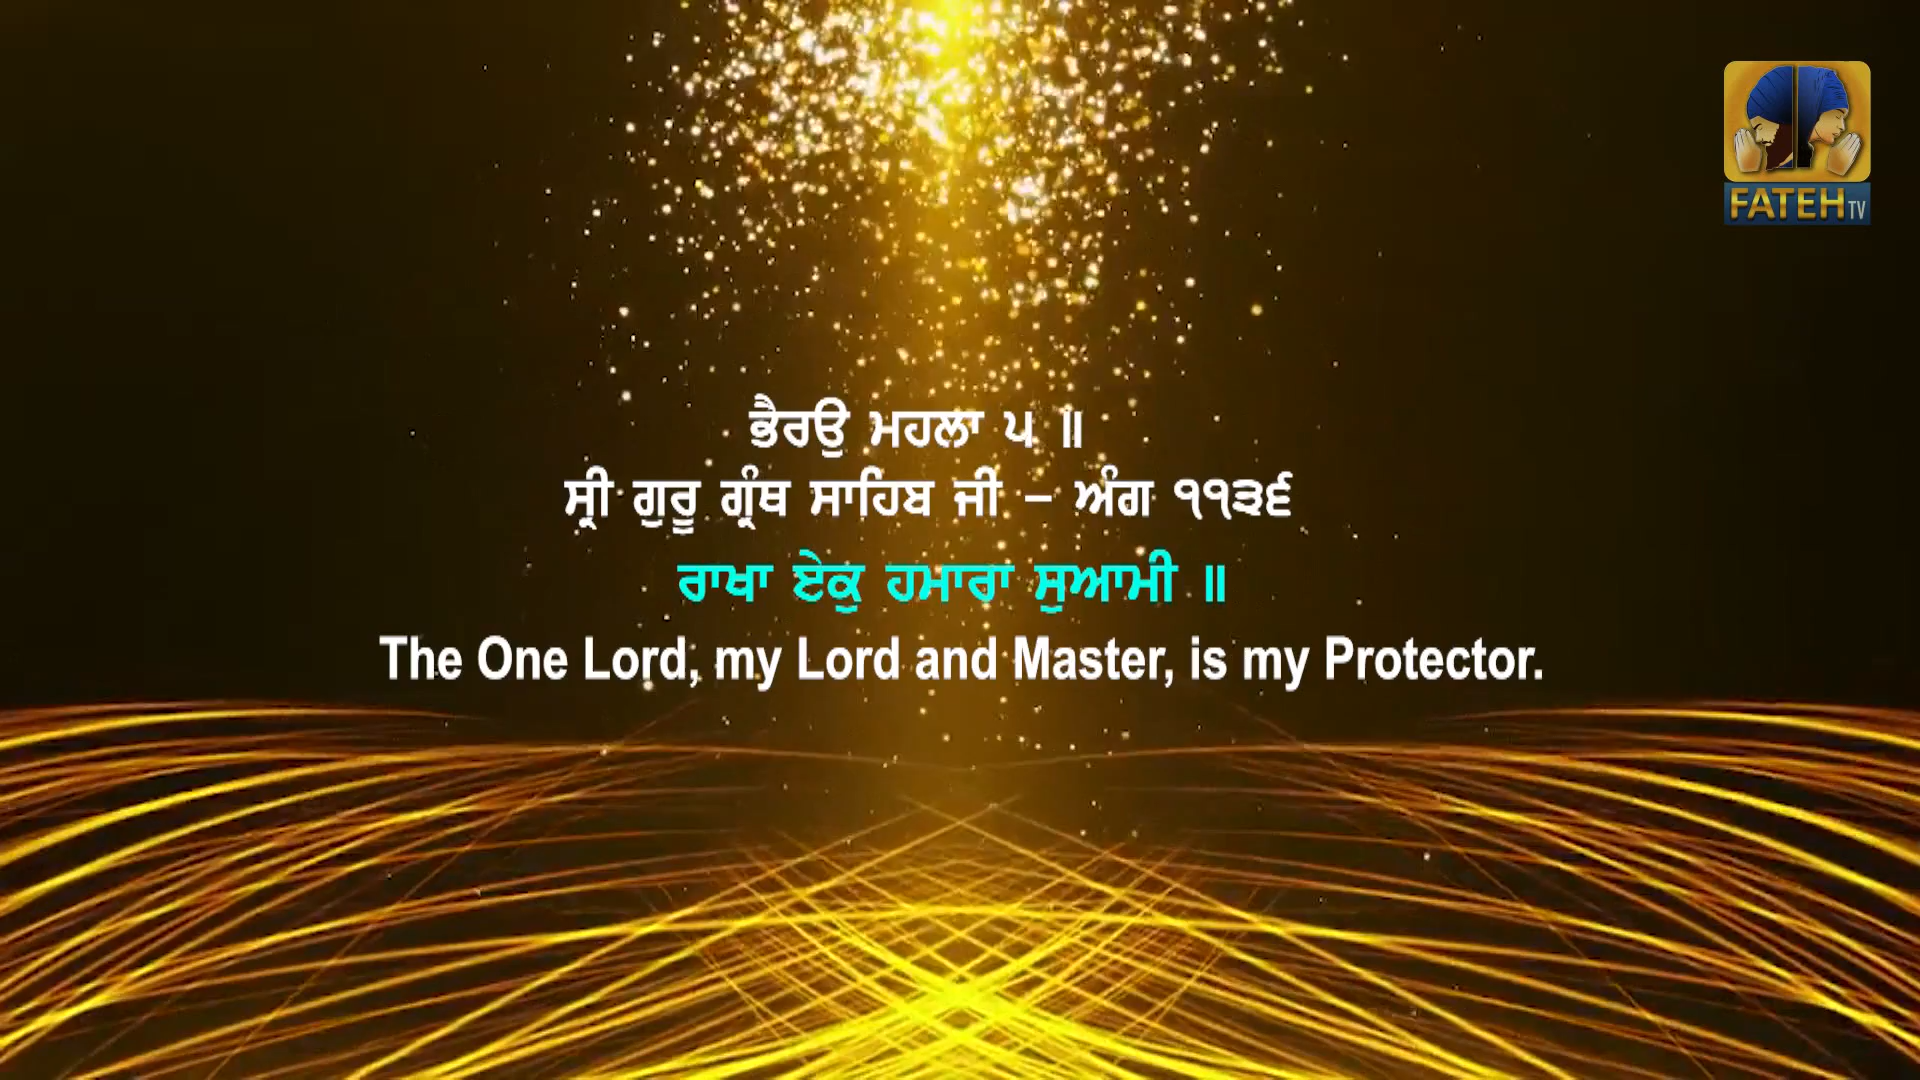 ਭੈਰਉ ਮਹਲਾ ੫ ॥
ਸ੍ਰੀ ਗੁਰੂ ਗ੍ਰੰਥ ਸਾਹਿਬ ਜੀ – ਅੰਗ ੧੧੩੬
ਰਾਖਾ ਏਕੁ ਹਮਾਰਾ ਸੁਆਮੀ ॥
The One Lord, my Lord and Master, is my Protector.
FATEH TV